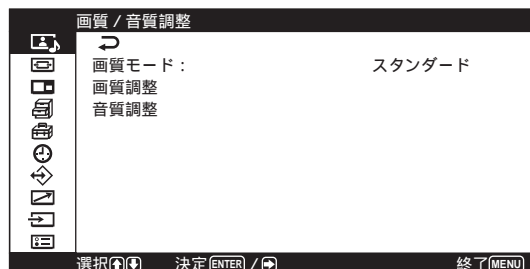 画質 / 音質調整
画質モード : スタンダード
画質調整
音質調整
選択 決定 ENTER / 終了 MENU